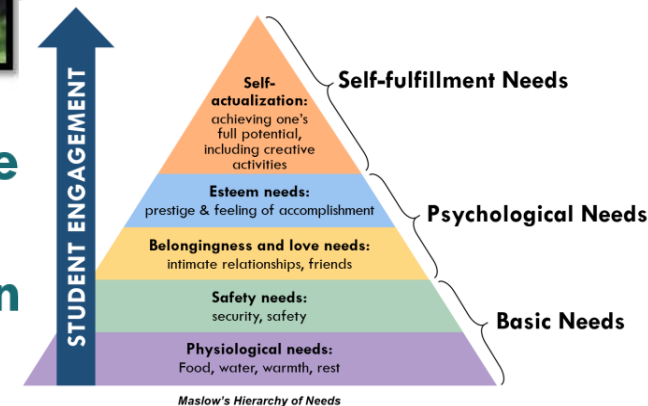 STUDENT ENGAGEMENT
e
n
Self-
actualization:
achieving one's
full potential,
including creative
activities
Self-fulfillment Needs
Esteem needs:
prestige & feeling of accomplishment
Psychological Needs
Belongingness and love needs:
intimate relationships, friends
Safety needs:
security, safety
Basic Needs
Physiological needs:
Food, water, warmth, rest
Maslow's Hierarchy of Needs